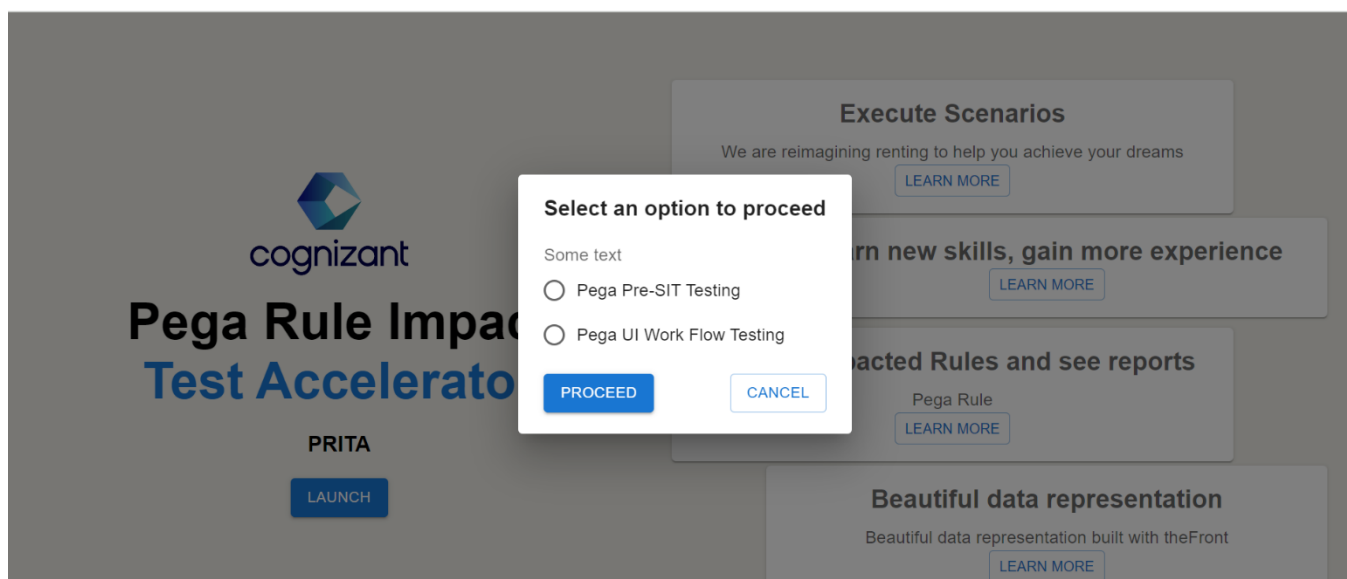 cognizant
Pega Rule Impac
Test Accelerato
PRITA
LAUNCH
Select an option to proceed
Some text
Pega Pre-SIT Testing
Pega UI Work Flow Testing
PROCEED
CANCEL
Execute Scenarios
We are reimagining renting to help you achieve your dreams
LEARN MORE
rn new skills, gain more experience
LEARN MORE
acted Rules and see reports
Pega Rule
LEARN MORE
Beautiful data representation
Beautiful data representation built with theFront
LEARN MORE